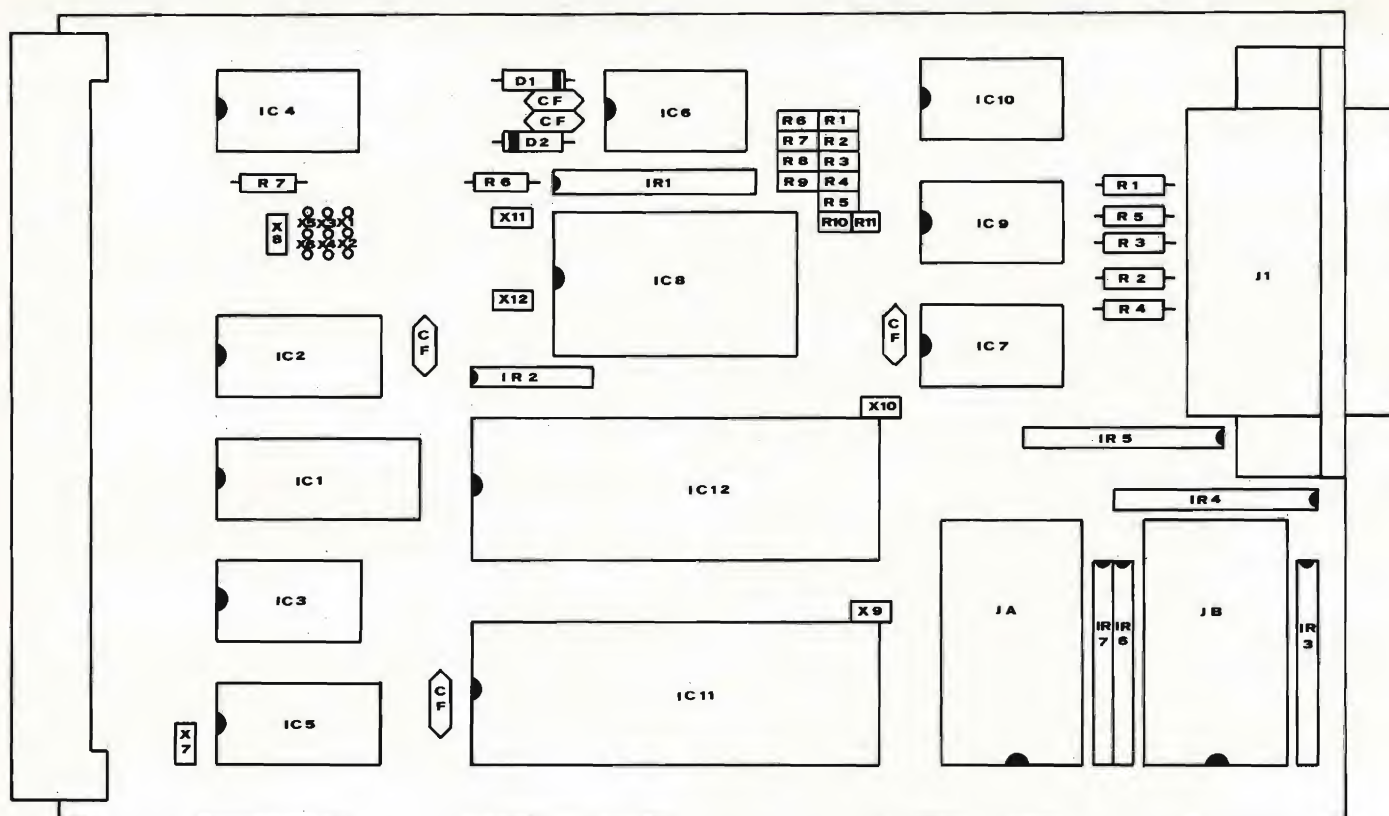 D1
CF
CF
D2
IC4
IC6
IC10
R6 R1
R7 R2
R8 R3
R9 R4
R5
R10 R11
R7
R6
IR1
R1
R5
R3
R2
R4
X8
X5 X3 X1
X6 X4 X2
X11
X12
IC8
IC9
J1
IC2
CF
CF
IC7
IR2
X10
IR5
IC1
IC12
IR4
IC3
X9
JA
IR7
IR6
JB
IR3
CF
IC11
IC5
X7